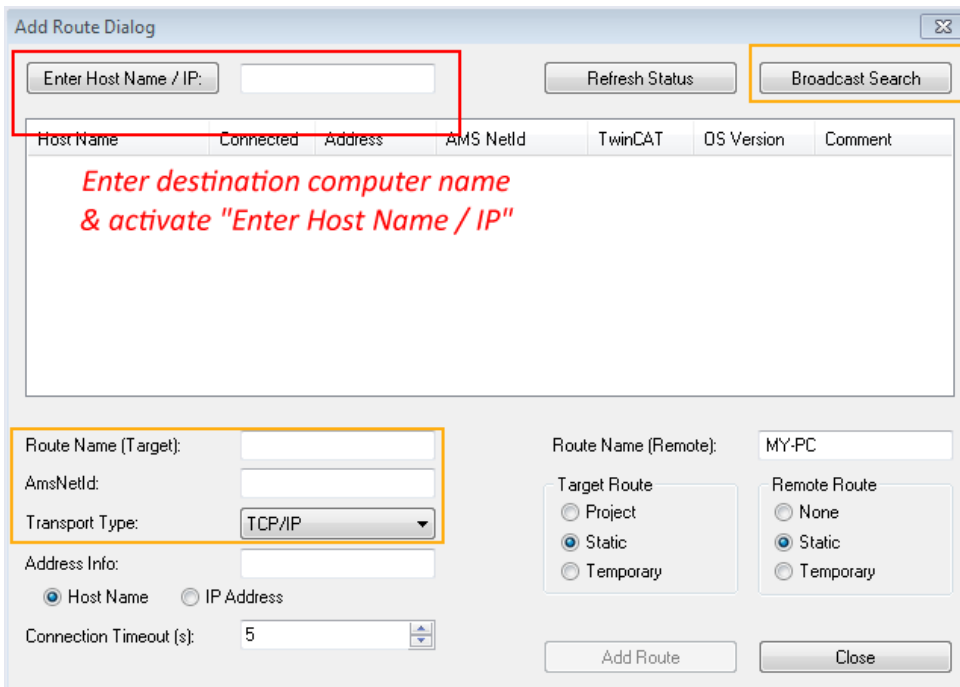 Add Route Dialog
Enter Host Name / IP: Refresh Status Broadcast Search
Host Name Connected Address AMS NetId TwinCAT OS Version Comment
Enter destination computer name
& activate "Enter Host Name / IP"
Route Name (Target): Route Name (Remote): MY-PC
AmsNetId: Target Route Remote Route
Transport Type: TCP/IP Project None
Address Info: Static Static
Host Name IP Address Temporary Temporary
Connection Timeout (s): 5
Add Route Close